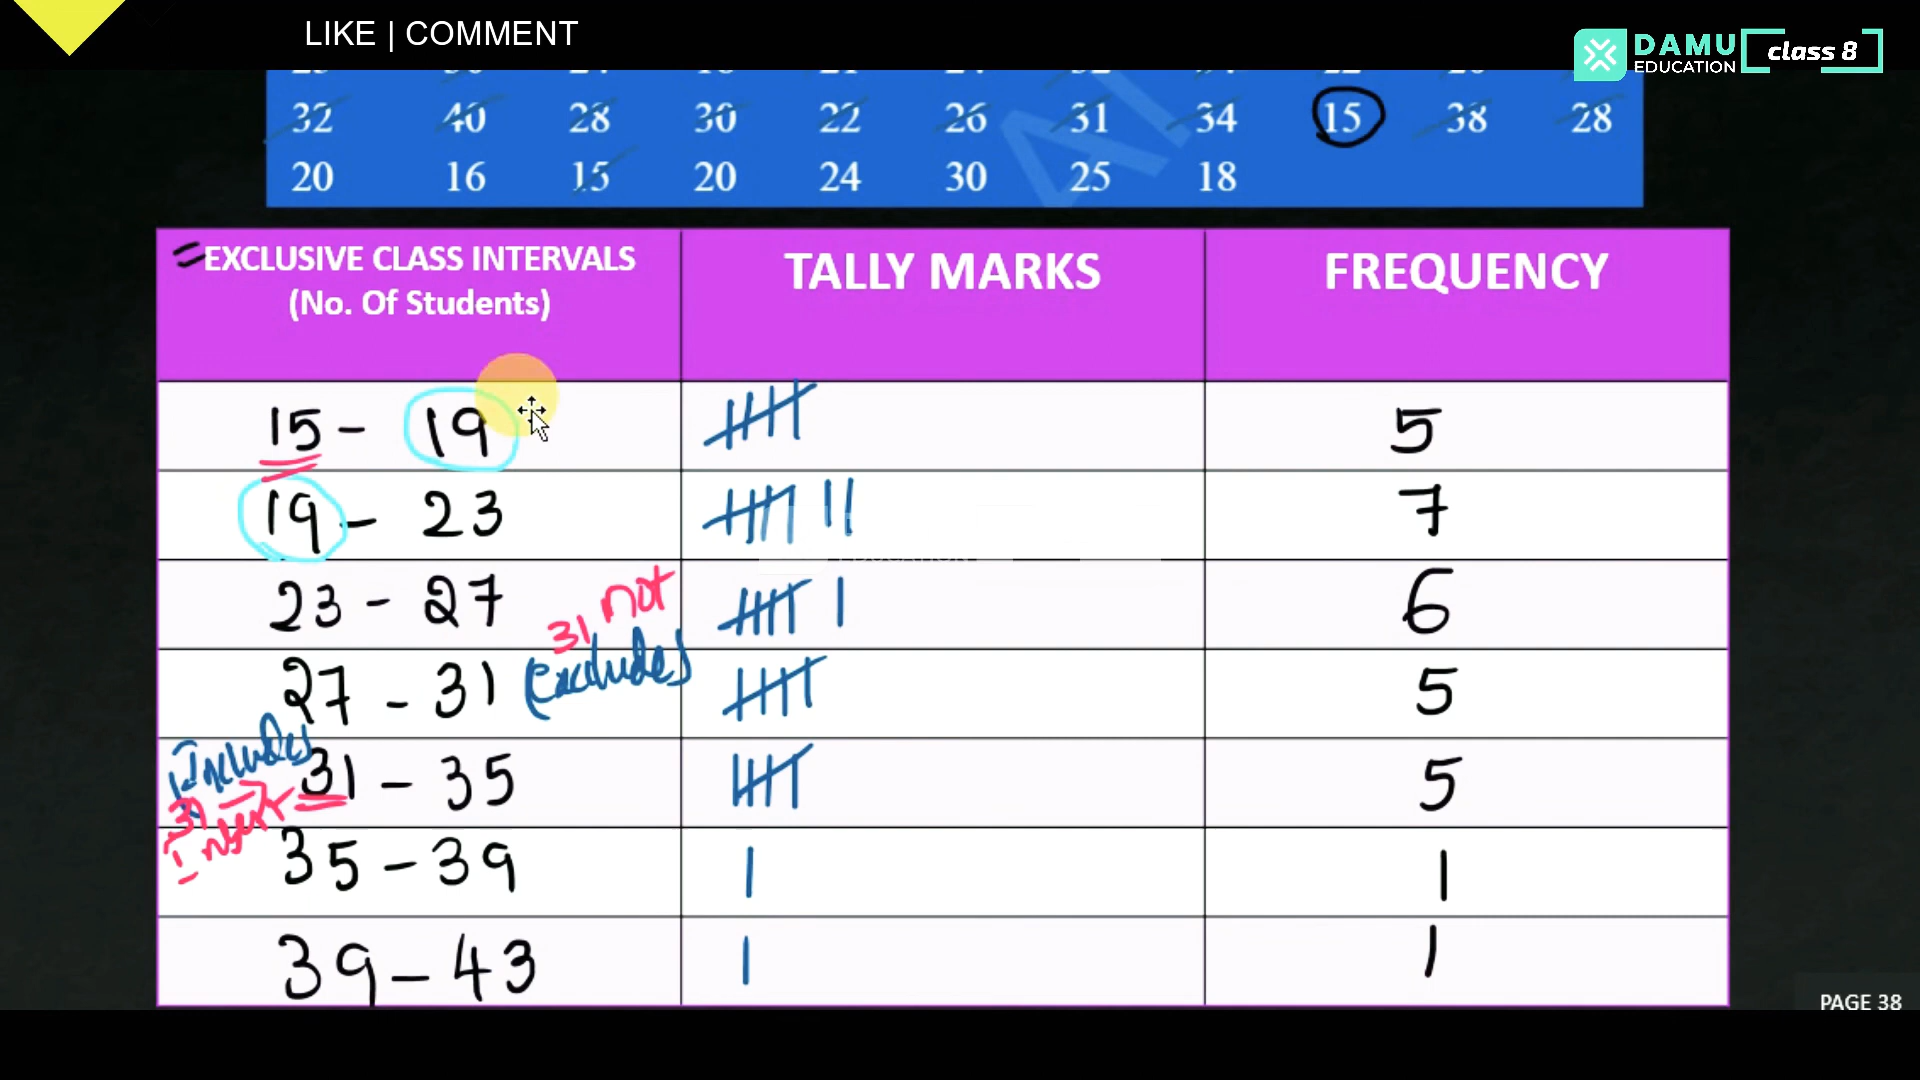 LIKE | COMMENT
DAMU
EDUCATION
class 8
32 40 28 30 22 26 31 34 15 38 28
20 16 15 20 24 30 25 18
EXCLUSIVE CLASS INTERVALS
(No. Of Students)
TALLY MARKS
FREQUENCY
15 - 19 5
19 - 23 7
23 - 27 6
31 not
27 - 31 (excludes) 5
Includes
31 - 35 5
31
35 - 39 1
39 - 43 1
PAGE 38